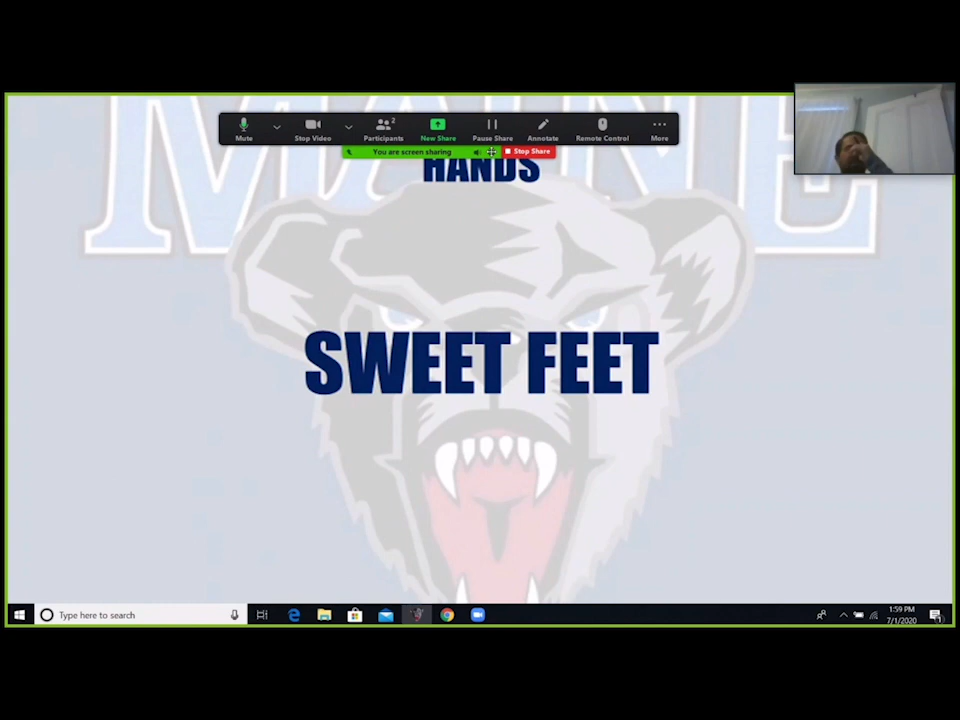 MAINE
2
Mute
Stop Video
Participants
New Share
Pause Share
Annotate
Remote Control
More
You are screen sharing
Stop Share
HANDS
SWEET FEET
Type here to search
1:59 PM
7/1/2020